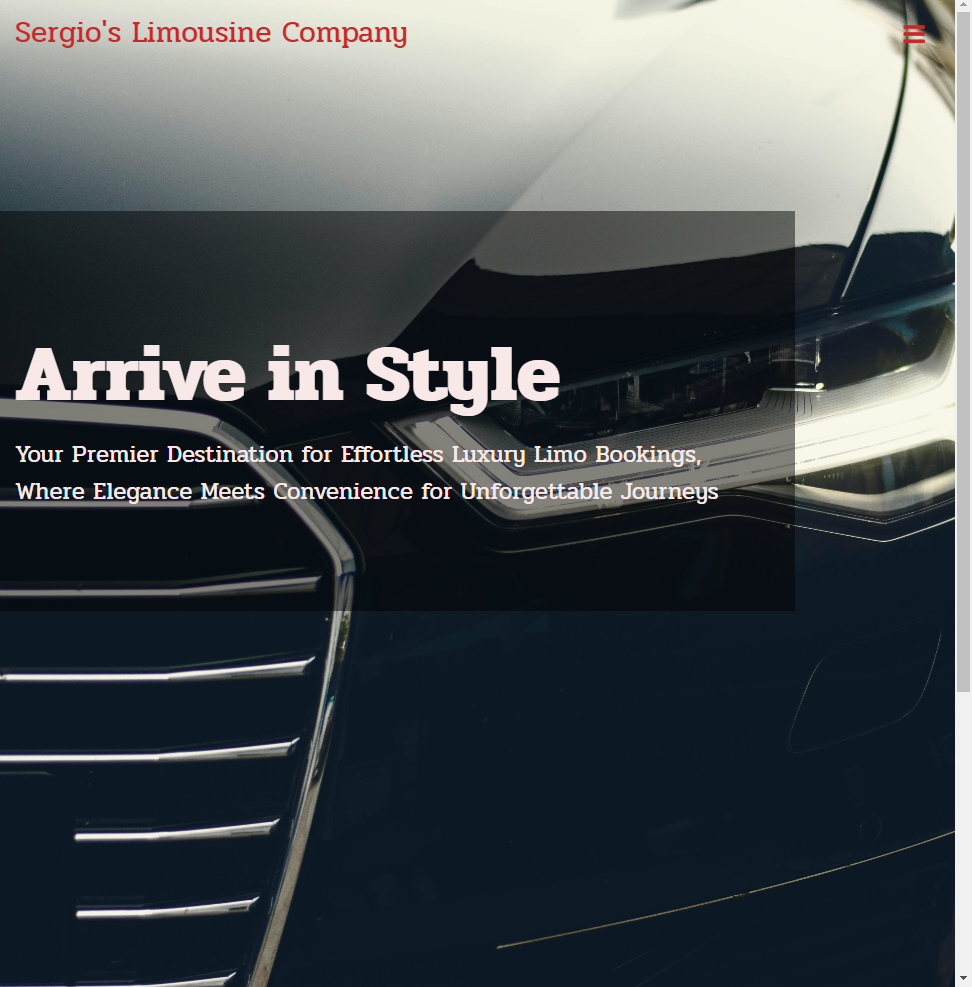 Sergio's Limousine Company
Arrive in Style
Your Premier Destination for Effortless Luxury Limo Bookings,
Where Elegance Meets Convenience for Unforgettable Journeys